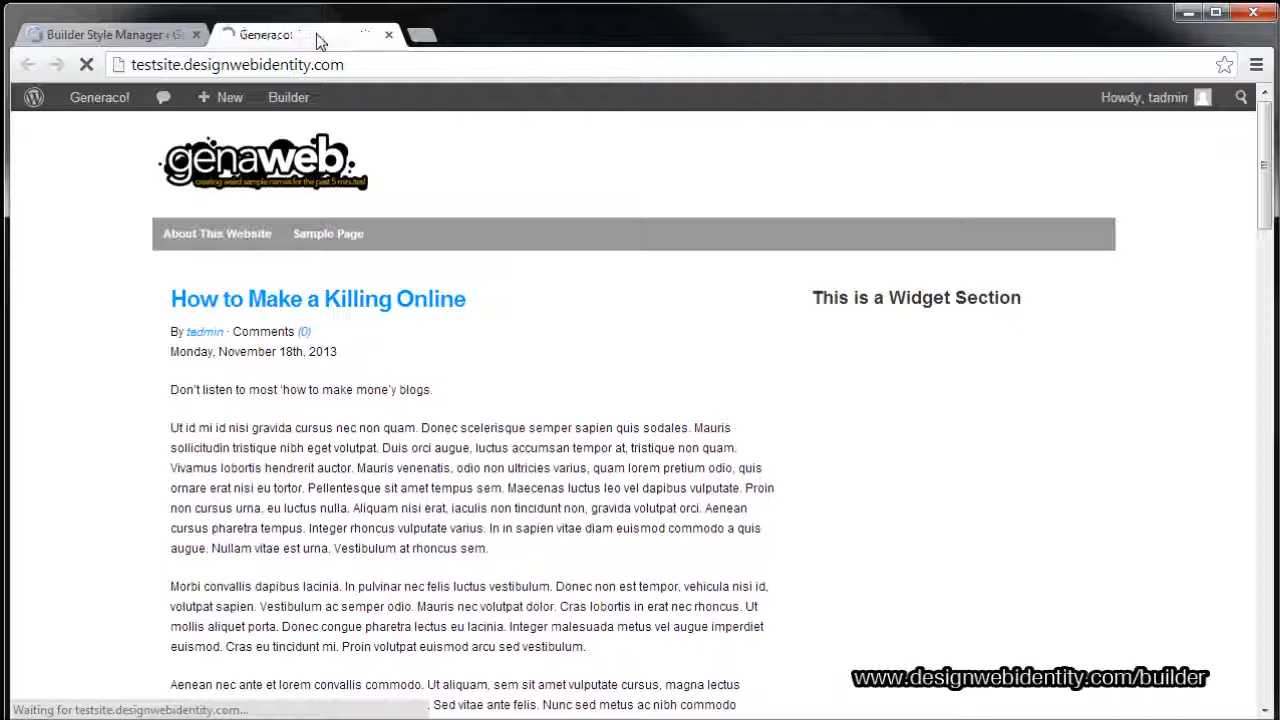 Builder Style Manager ‹ G
Generaco!
testsite.designwebidentity.com
Generaco!
New
Builder
Howdy, tadmin
genaweb
creating weird sample names for the past 5 minutes!
About This Website
Sample Page
How to Make a Killing Online
This is a Widget Section
By tadmin · Comments (0)
Monday, November 18th, 2013
Don't listen to most 'how to make mone'y blogs.
Ut id mi id nisi gravida cursus nec non quam. Donec scelerisque semper sapien quis sodales. Mauris
sollicitudin tristique nibh eget volutpat. Duis orci augue, luctus accumsan tempor at, tristique non quam.
Vivamus lobortis hendrerit auctor. Mauris venenatis, odio non ultricies varius, quam lorem pretium odio, quis
ornare erat nisi eu tortor. Pellentesque sit amet tempus sem. Maecenas luctus leo vel dapibus vulputate. Proin
non cursus urna, eu luctus nulla. Aliquam nisi erat, iaculis non tincidunt non, gravida volutpat orci. Aenean
cursus pharetra tempus. Integer rhoncus vulputate varius. In in sapien vitae diam euismod commodo a quis
augue. Nullam vitae est urna. Vestibulum at rhoncus sem.
Morbi convallis dapibus lacinia. In pulvinar nec felis luctus vestibulum. Donec non est tempor, vehicula nisi id,
volutpat sapien. Vestibulum ac semper odio. Mauris nec volutpat dolor. Cras lobortis in erat nec rhoncus. Ut
mollis aliquet porta. Donec congue pharetra lectus eu lacinia. Integer malesuada metus vel augue imperdiet
euismod. Cras eu tincidunt mi. Proin volutpat euismod arcu sed vestibulum.
Aenean nec ante et lorem convallis commodo. Ut aliquam, sem sit amet vulputate cursus, magna lectus
. Sed vitae ante felis. Nunc sed metus ac nibh commodo
www.designwebidentity.com/builder
Waiting for testsite.designwebidentity.com...